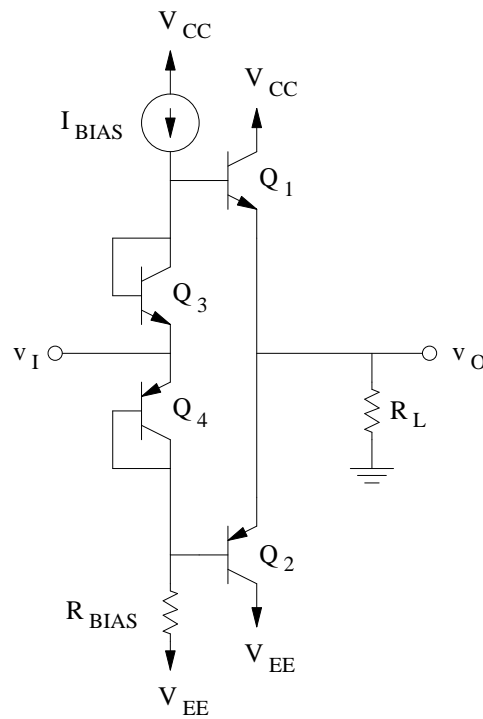 V CC
V CC
I BIAS
Q 1
Q 3
v I
v O
Q 4
R L
Q 2
R BIAS
V EE
V EE